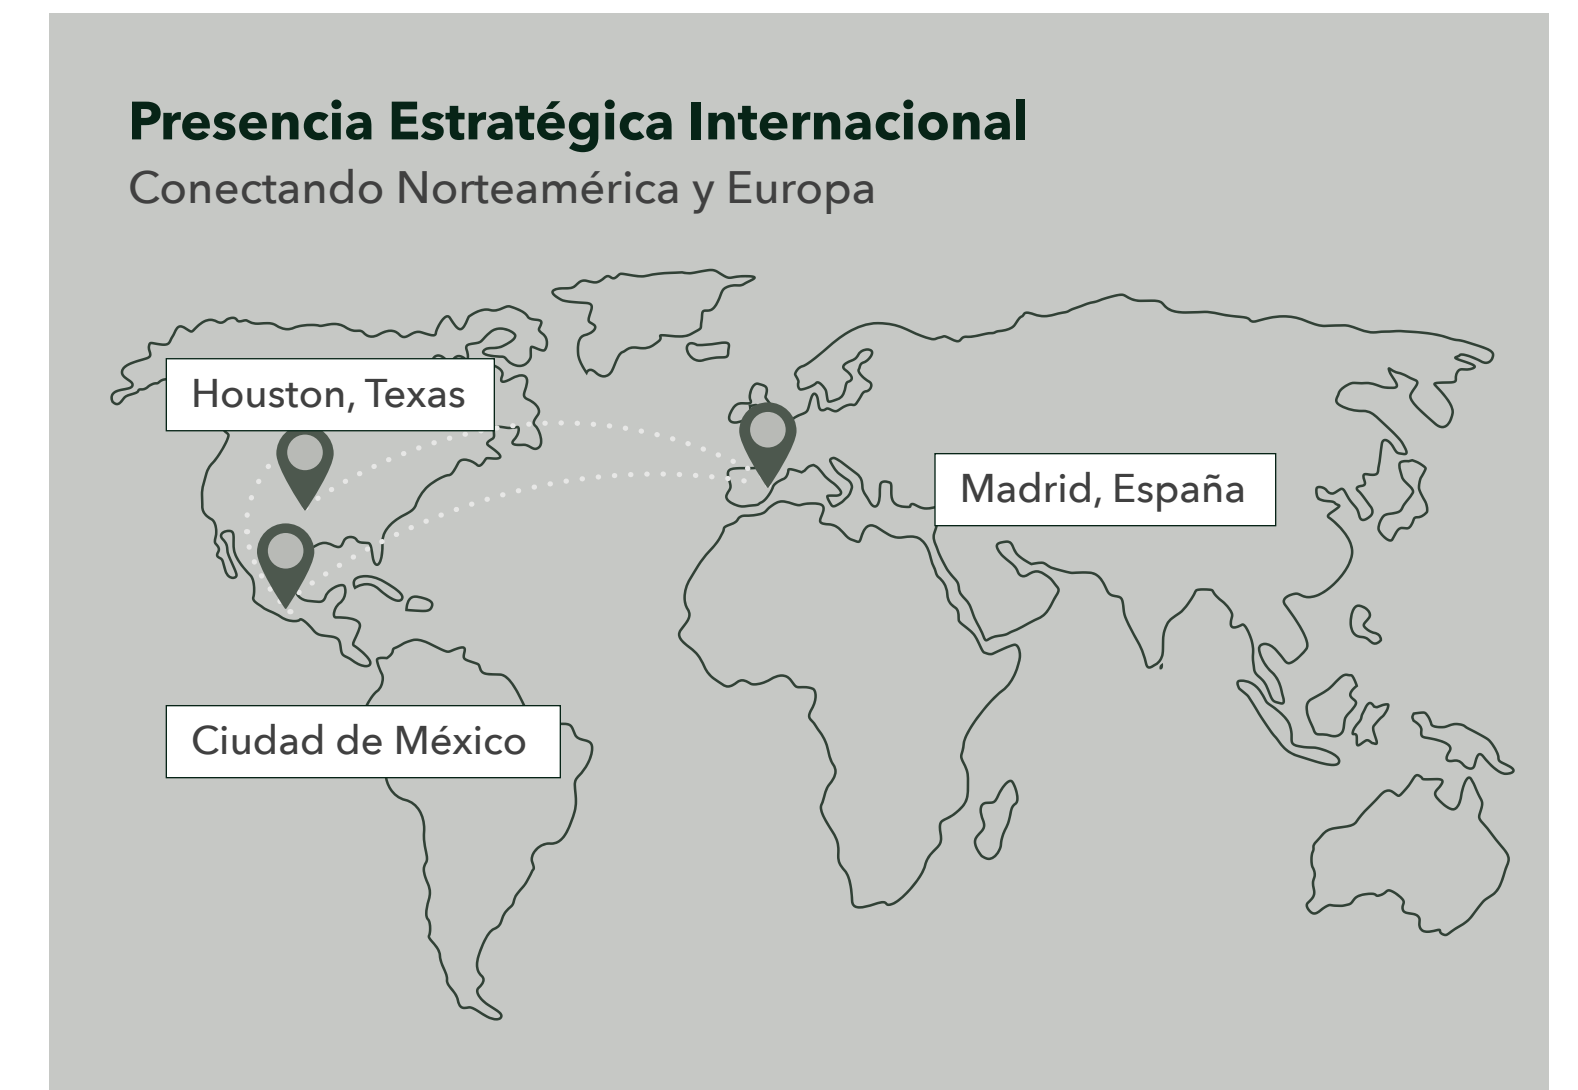 Presencia Estratégica Internacional
Conectando Norteamérica y Europa
Houston, Texas
Madrid, España
Ciudad de México